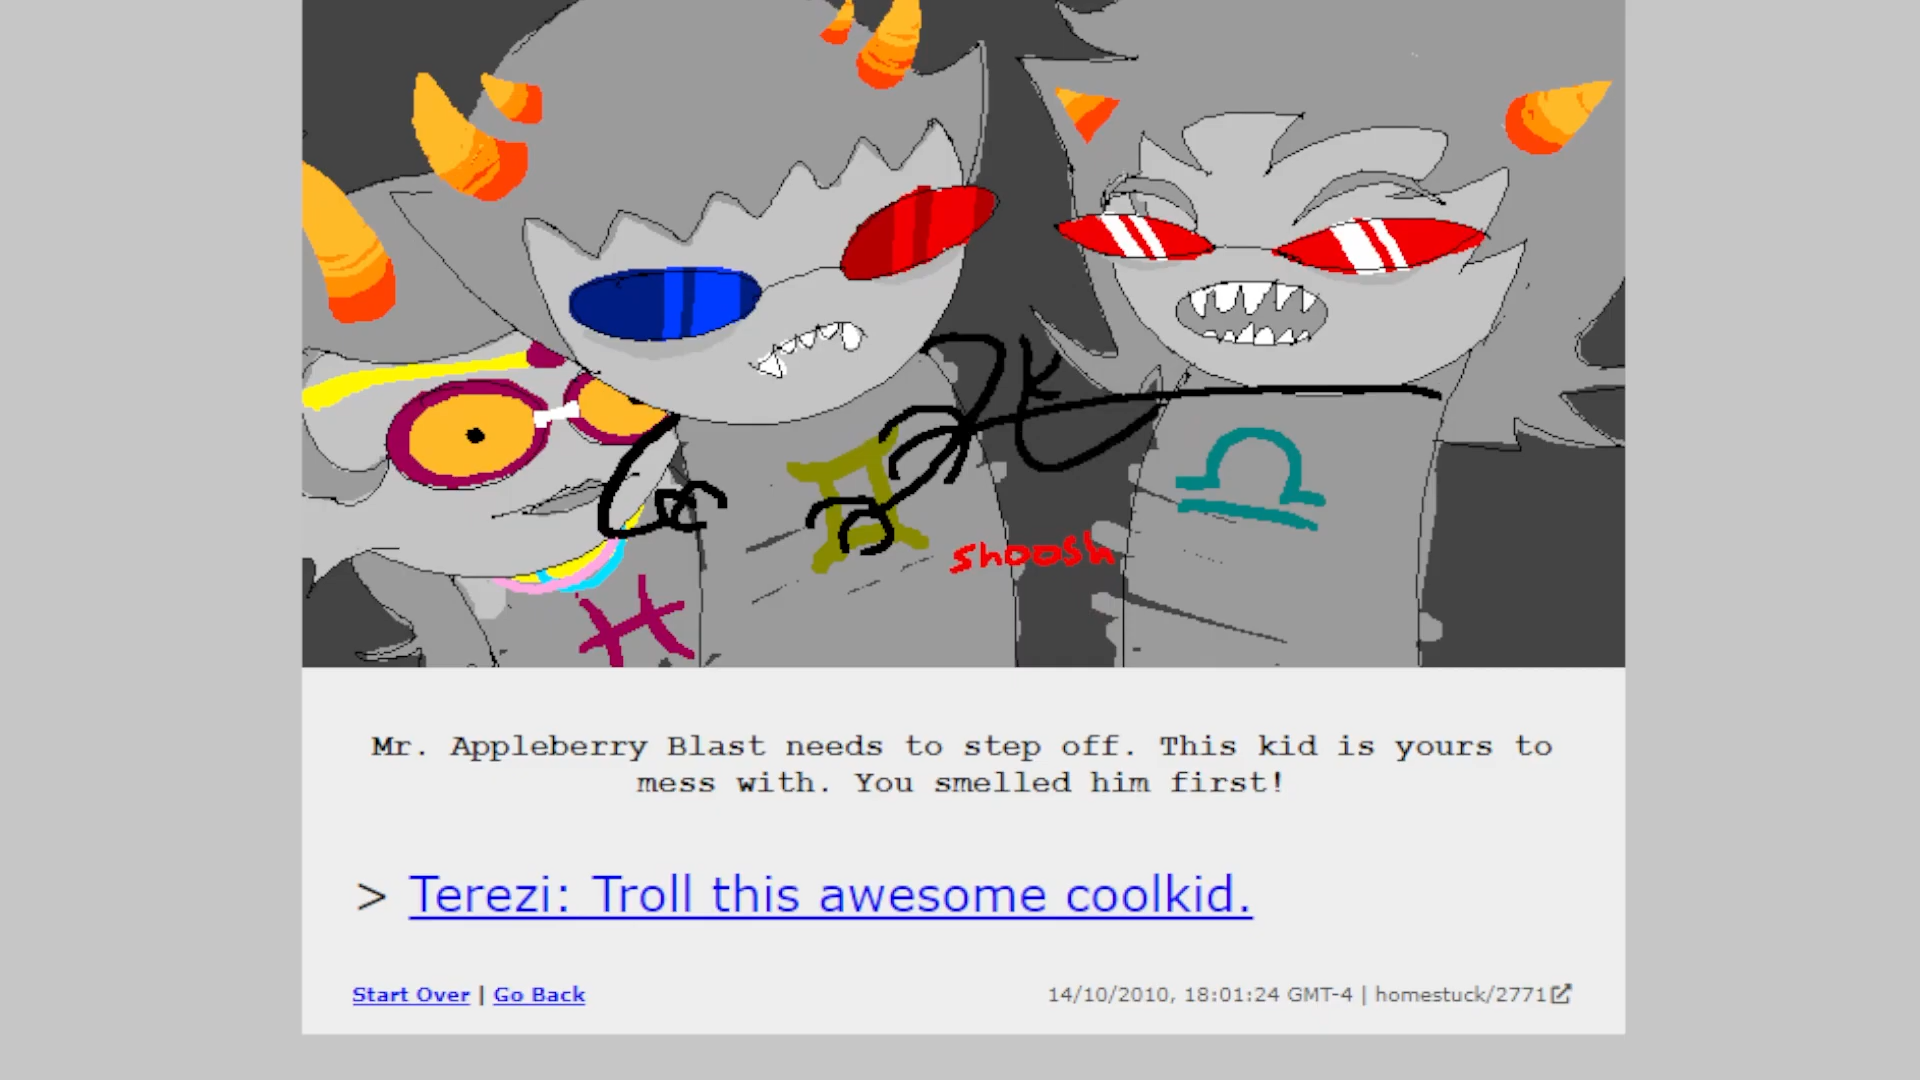 shoosh
Mr. Appleberry Blast needs to step off. This kid is yours to
mess with. You smelled him first!
> Terezi: Troll this awesome coolkid.
Start Over | Go Back
14/10/2010, 18:01:24 GMT-4 | homestuck/2771